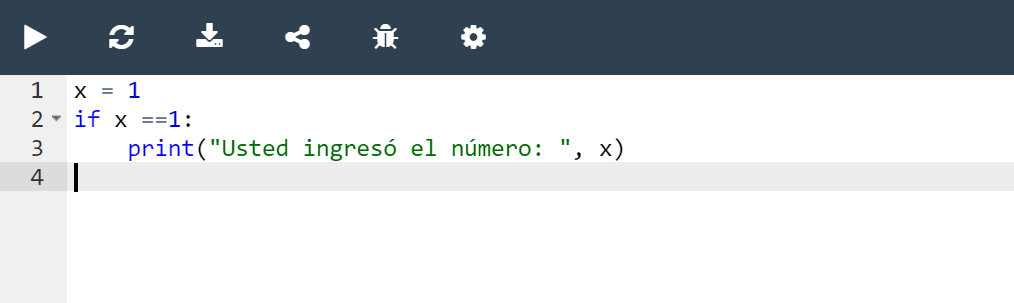 1 x = 1
2 if x ==1:
3     print("Usted ingresó el número: ", x)
4